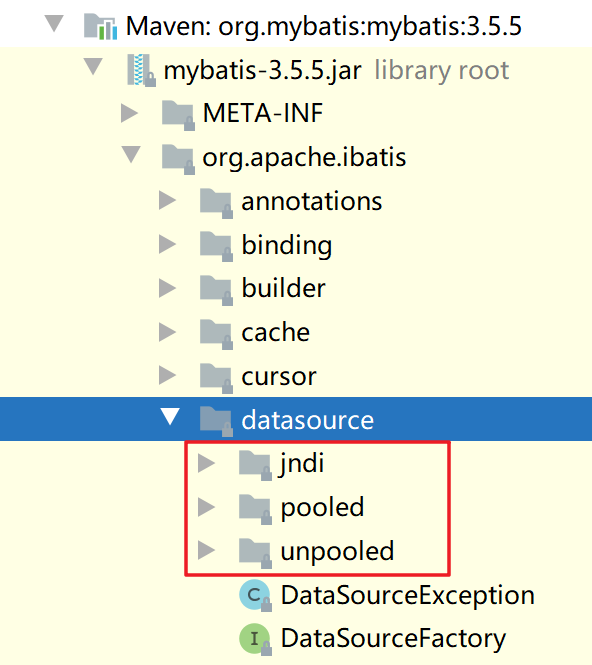 Maven: org.mybatis:mybatis:3.5.5
mybatis-3.5.5.jar library root
META-INF
org.apache.ibatis
annotations
binding
builder
cache
cursor
datasource
jndi
pooled
unpooled
C DataSourceException
I DataSourceFactory